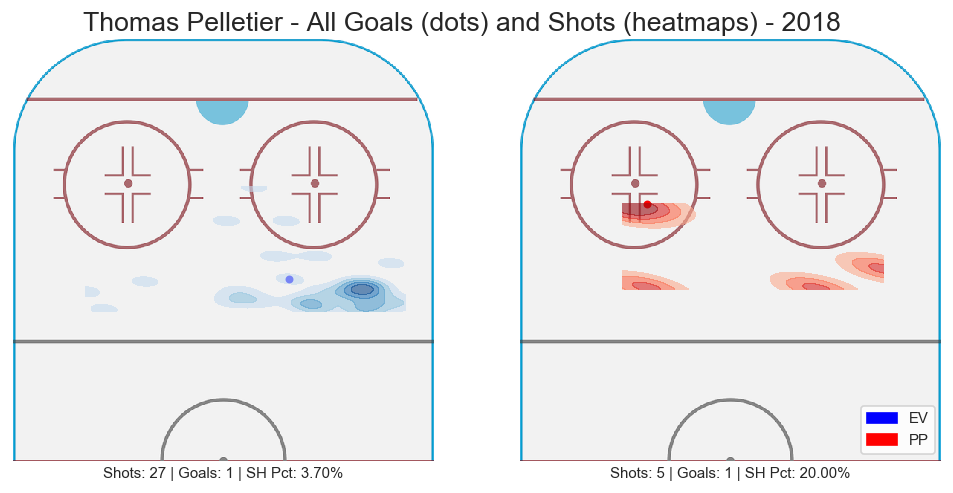 Thomas Pelletier - All Goals (dots) and Shots (heatmaps) - 2018
EV
PP
Shots: 27 | Goals: 1 | SH Pct: 3.70%
Shots: 5 | Goals: 1 | SH Pct: 20.00%